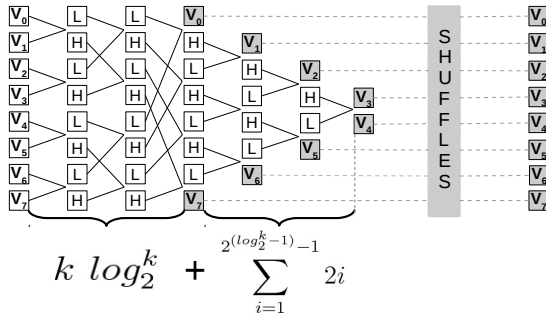 V₀ L L V₀ V₀
V₁ H H H V₁ V₁
V₂ L L L H V₂ V₂
V₃ H H H L H V₃ V₃
V₄ L L L H L V₄ V₄
V₅ H H H L V₅ V₅
V₆ L L L V₆ V₆
V₇ H H V₇ V₇
SHUFFLES
k log₂ᵏ + ∑_{i=1}^{2^{(log₂ᵏ−1)}−1} 2i